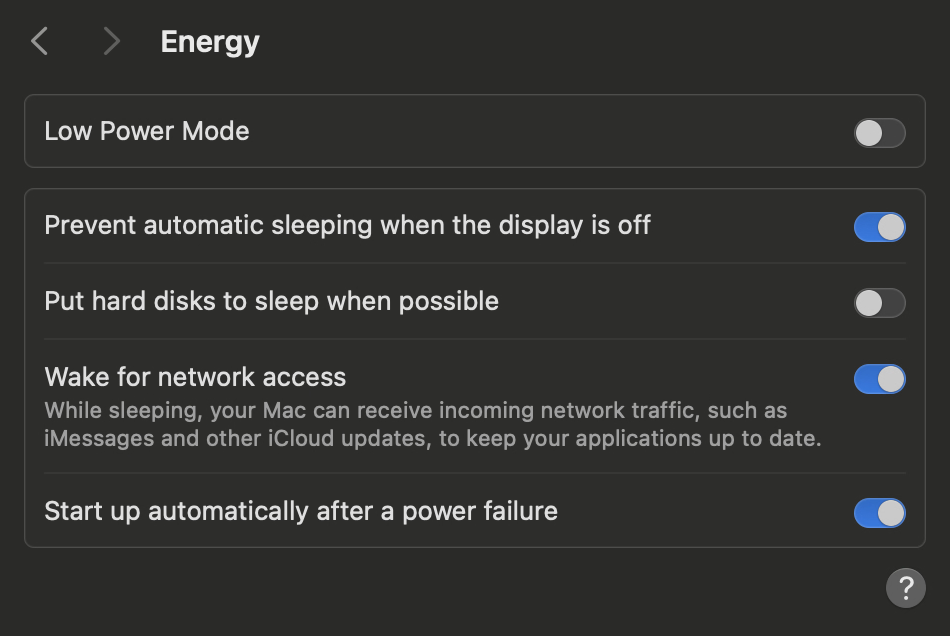 Energy
Low Power Mode
Prevent automatic sleeping when the display is off
Put hard disks to sleep when possible
Wake for network access
While sleeping, your Mac can receive incoming network traffic, such as
iMessages and other iCloud updates, to keep your applications up to date.
Start up automatically after a power failure
?